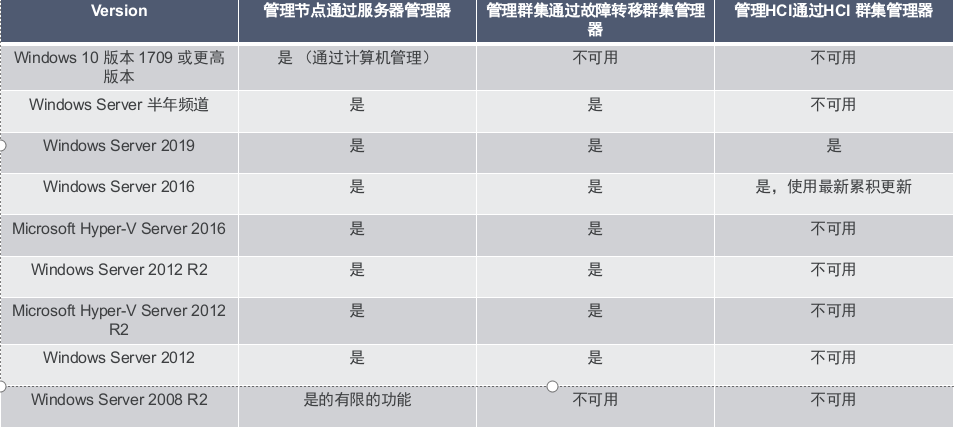 Version 管理节点通过服务器管理器 管理群集通过故障转移群集管理器 管理HCI通过HCI 群集管理器
Windows 10 版本 1709 或更高版本 是 （通过计算机管理） 不可用 不可用
Windows Server 半年频道 是 是 不可用
Windows Server 2019 是 是 是
Windows Server 2016 是 是 是，使用最新累积更新
Microsoft Hyper-V Server 2016 是 是 不可用
Windows Server 2012 R2 是 是 不可用
Microsoft Hyper-V Server 2012 R2 是 是 不可用
Windows Server 2012 是 是 不可用
Windows Server 2008 R2 是的有限的功能 不可用 不可用